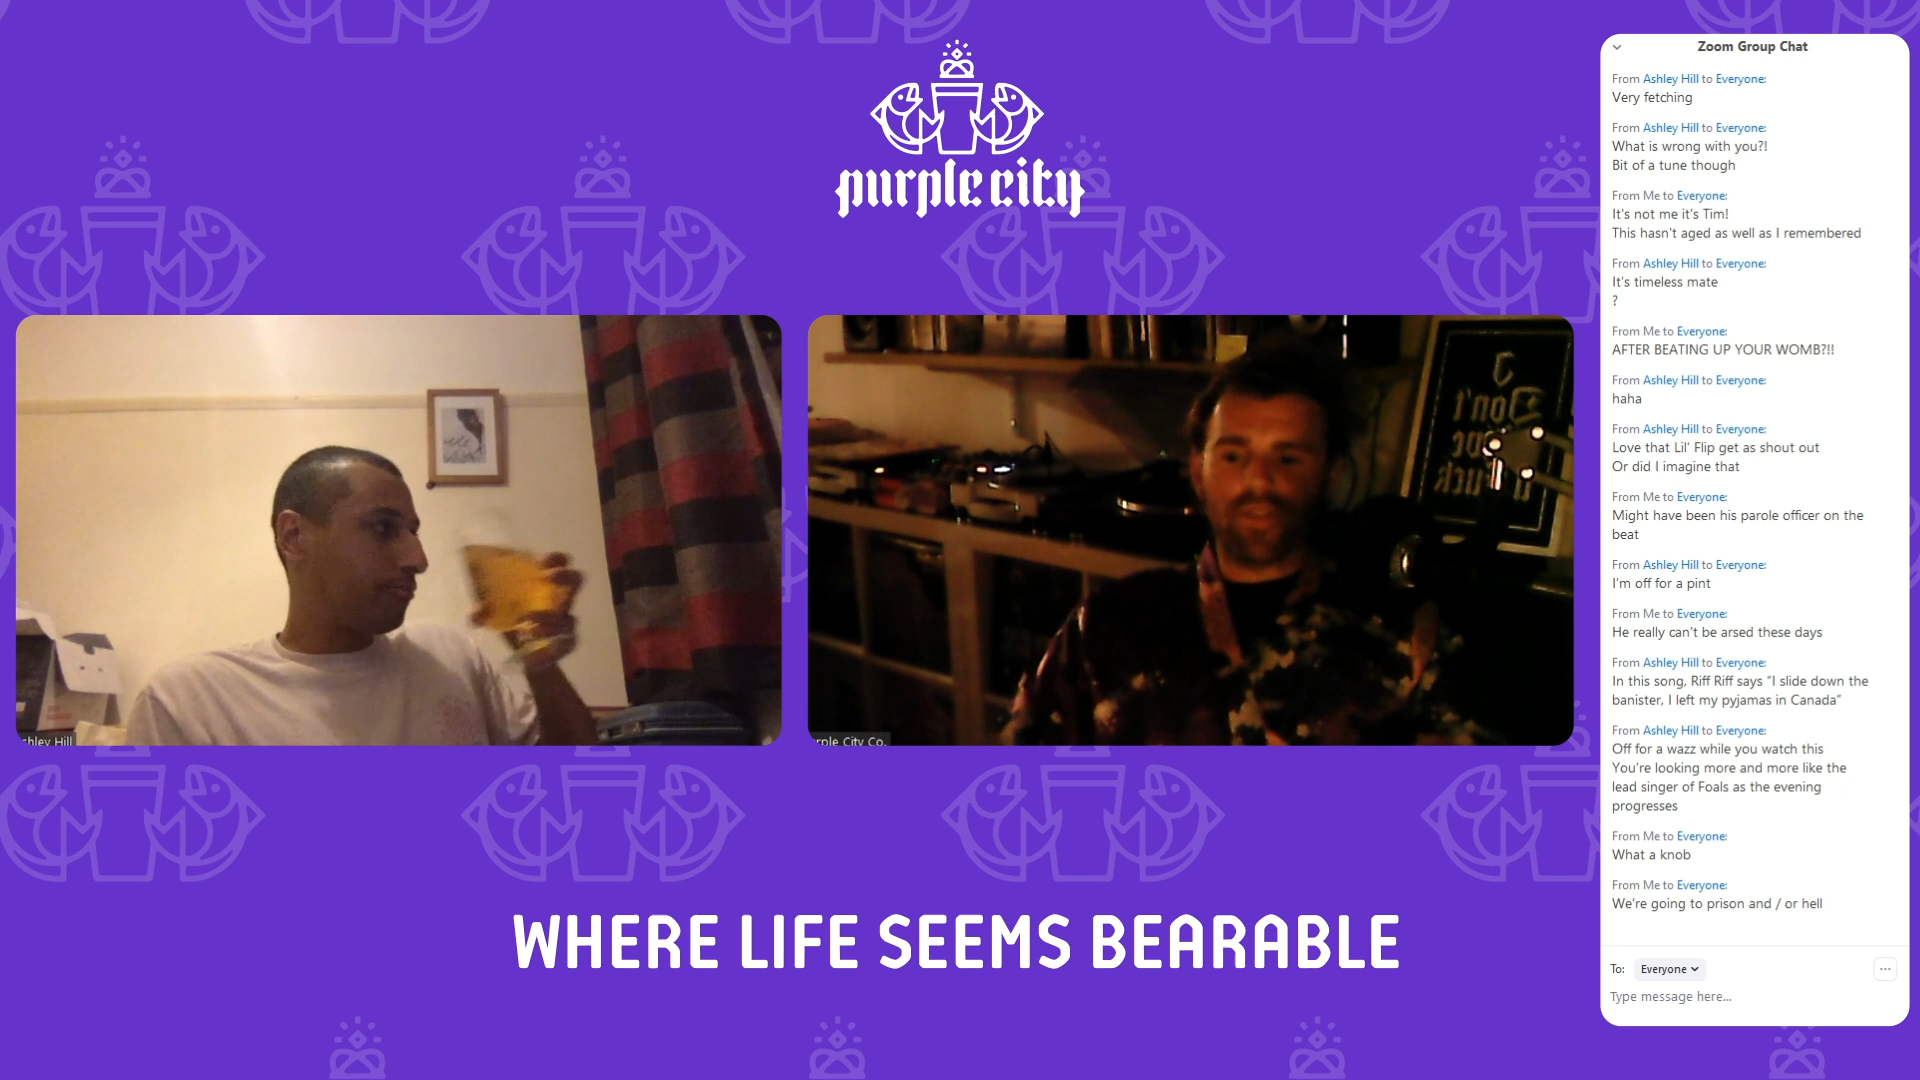 purple city
chley Hill
rple City Co.
WHERE LIFE SEEMS BEARABLE
Zoom Group Chat
From Ashley Hill to Everyone:
Very fetching
From Ashley Hill to Everyone:
What is wrong with you?!
Bit of a tune though
From Me to Everyone:
It's not me it's Tim!
This hasn't aged as well as I remembered
From Ashley Hill to Everyone:
It's timeless mate
?
From Me to Everyone:
AFTER BEATING UP YOUR WOMB?!!
From Ashley Hill to Everyone:
haha
From Ashley Hill to Everyone:
Love that Lil' Flip get as shout out
Or did I imagine that
From Me to Everyone:
Might have been his parole officer on the
beat
From Ashley Hill to Everyone:
I'm off for a pint
From Me to Everyone:
He really can't be arsed these days
From Ashley Hill to Everyone:
In this song, Riff Riff says "I slide down the
banister, I left my pyjamas in Canada"
From Ashley Hill to Everyone:
Off for a wazz while you watch this
You're looking more and more like the
lead singer of Foals as the evening
progresses
From Me to Everyone:
What a knob
From Me to Everyone:
We're going to prison and / or hell
To: Everyone
Type message here...